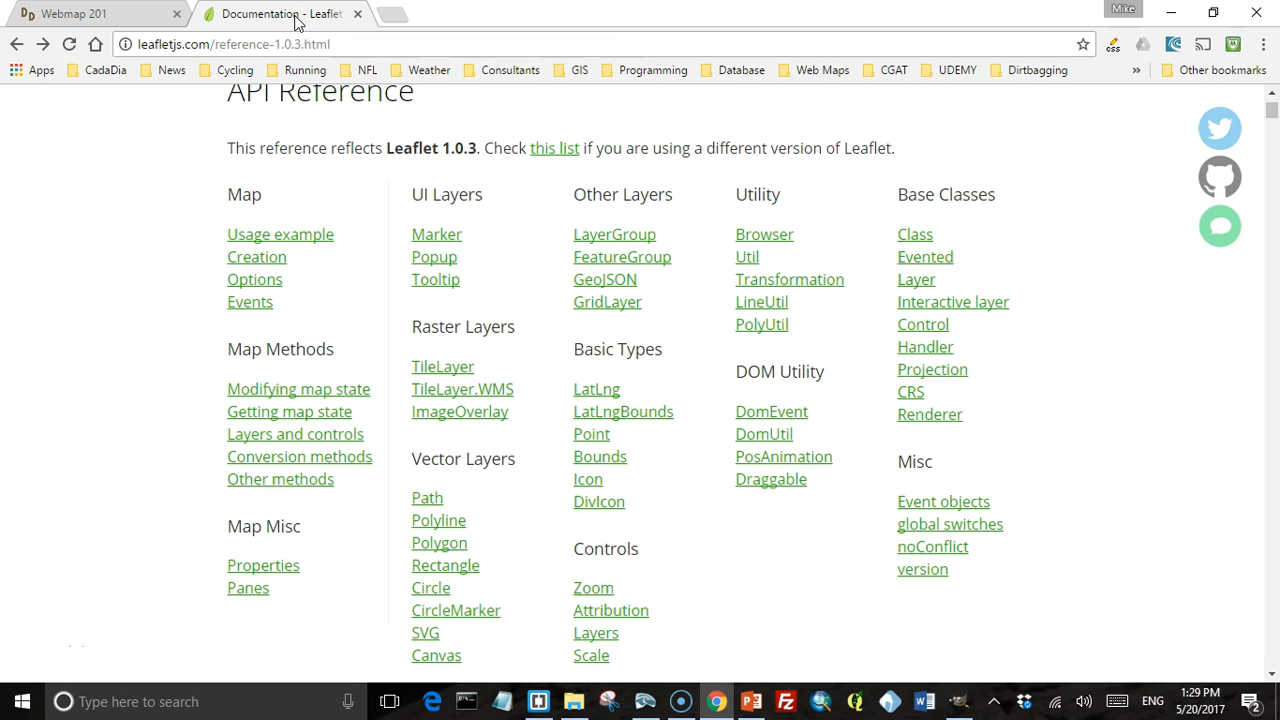 Webmap 201
Documentation - Leaflet
Mike
leafletjs.com/reference-1.0.3.html
css
Apps
CadaDia
News
Cycling
Running
NFL
Weather
Consultants
GIS
Programming
Database
Web Maps
CGAT
UDEMY
Dirtbagging
»
Other bookmarks
API Reference
This reference reflects Leaflet 1.0.3. Check this list if you are using a different version of Leaflet.
Map
Usage example
Creation
Options
Events
Map Methods
Modifying map state
Getting map state
Layers and controls
Conversion methods
Other methods
Map Misc
Properties
Panes
UI Layers
Marker
Popup
Tooltip
Raster Layers
TileLayer
TileLayer.WMS
ImageOverlay
Vector Layers
Path
Polyline
Polygon
Rectangle
Circle
CircleMarker
SVG
Canvas
Other Layers
LayerGroup
FeatureGroup
GeoJSON
GridLayer
Basic Types
LatLng
LatLngBounds
Point
Bounds
Icon
DivIcon
Controls
Zoom
Attribution
Layers
Scale
Utility
Browser
Util
Transformation
LineUtil
PolyUtil
DOM Utility
DomEvent
DomUtil
PosAnimation
Draggable
Base Classes
Class
Evented
Layer
Interactive layer
Control
Handler
Projection
CRS
Renderer
Misc
Event objects
global switches
noConflict
version
Type here to search
ENG
1:29 PM
5/20/2017
2